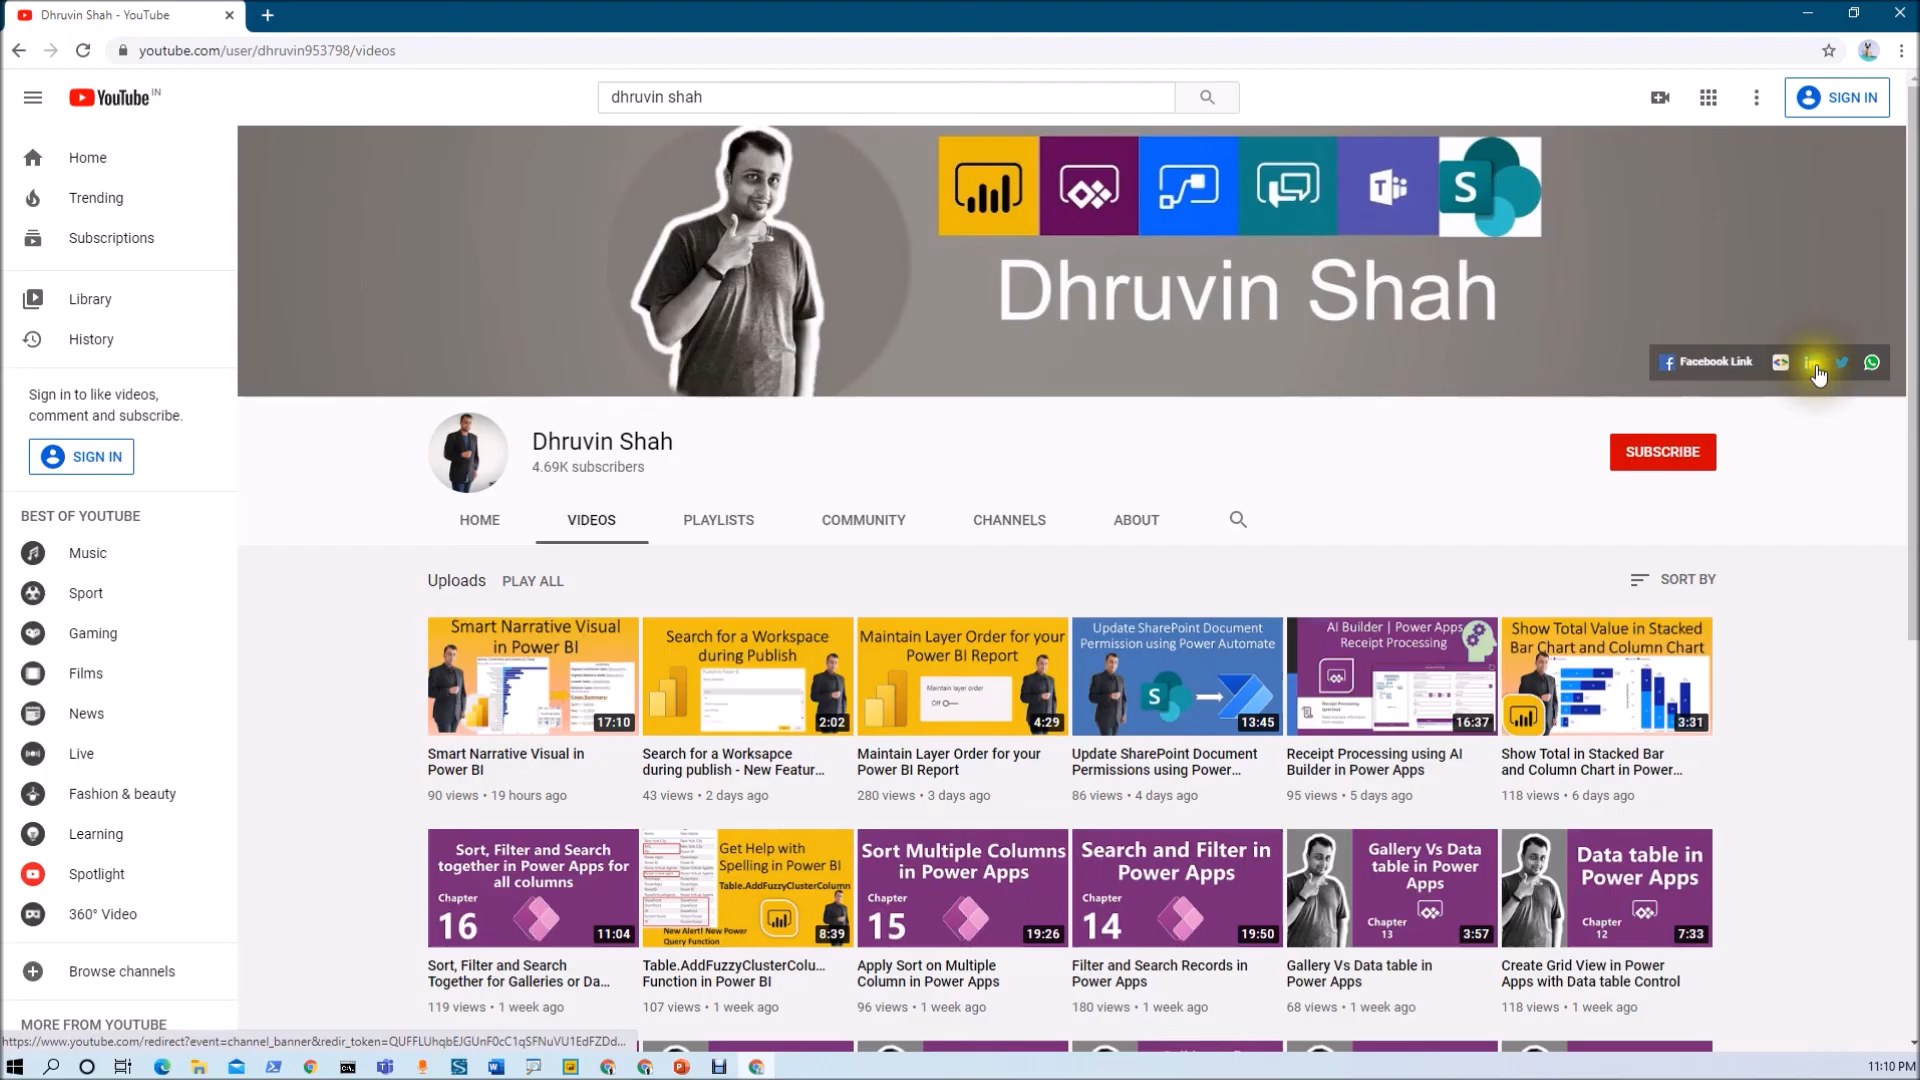 Dhruvin Shah - YouTube
youtube.com/user/dhruvin953798/videos
YouTube IN
dhruvin shah
SIGN IN
Home
Trending
Subscriptions
Library
History
Sign in to like videos,
comment and subscribe.
SIGN IN
BEST OF YOUTUBE
Music
Sport
Gaming
Films
News
Live
Fashion & beauty
Learning
Spotlight
360° Video
Browse channels
MORE FROM YOUTUBE
Dhruvin Shah
Facebook Link
Dhruvin Shah
4.69K subscribers
SUBSCRIBE
HOME VIDEOS PLAYLISTS COMMUNITY CHANNELS ABOUT
Uploads PLAY ALL
SORT BY
Smart Narrative Visual
in Power BI
17:10
Smart Narrative Visual in
Power BI
90 views • 19 hours ago
Search for a Workspace
during Publish
2:02
Search for a Worksapce
during publish - New Featur...
43 views • 2 days ago
Maintain Layer Order for your
Power BI Report
Maintain layer order
Off
4:29
Maintain Layer Order for your
Power BI Report
280 views • 3 days ago
Update SharePoint Document
Permission using Power Automate
13:45
Update SharePoint Document
Permissions using Power...
86 views • 4 days ago
AI Builder | Power Apps
Receipt Processing
16:37
Receipt Processing using AI
Builder in Power Apps
95 views • 5 days ago
Show Total Value in Stacked
Bar Chart and Column Chart
3:31
Show Total in Stacked Bar
and Column Chart in Power...
118 views • 6 days ago
Sort, Filter and Search
together in Power Apps for
all columns
Chapter
16
11:04
Sort, Filter and Search
Together for Galleries or Da...
119 views • 1 week ago
Get Help with
Spelling in Power BI
Table.AddFuzzyClusterColumn
New Alert! New Power
Query Function
8:39
Table.AddFuzzyClusterColu...
Function in Power BI
107 views • 1 week ago
Sort Multiple Columns
in Power Apps
Chapter
15
19:26
Apply Sort on Multiple
Column in Power Apps
96 views • 1 week ago
Search and Filter in
Power Apps
Chapter
14
19:50
Filter and Search Records in
Power Apps
180 views • 1 week ago
Gallery Vs Data
table in Power
Apps
Chapter
13
3:57
Gallery Vs Data table in
Power Apps
68 views • 1 week ago
Data table in
Power Apps
Chapter
12
7:33
Create Grid View in Power
Apps with Data table Control
118 views • 1 week ago
https://www.youtube.com/redirect?event=channel_banner&redir_token=QUFFLUhqbEJGUnF0cC1qSFNuVU1EdFZDd...
11:10 PM